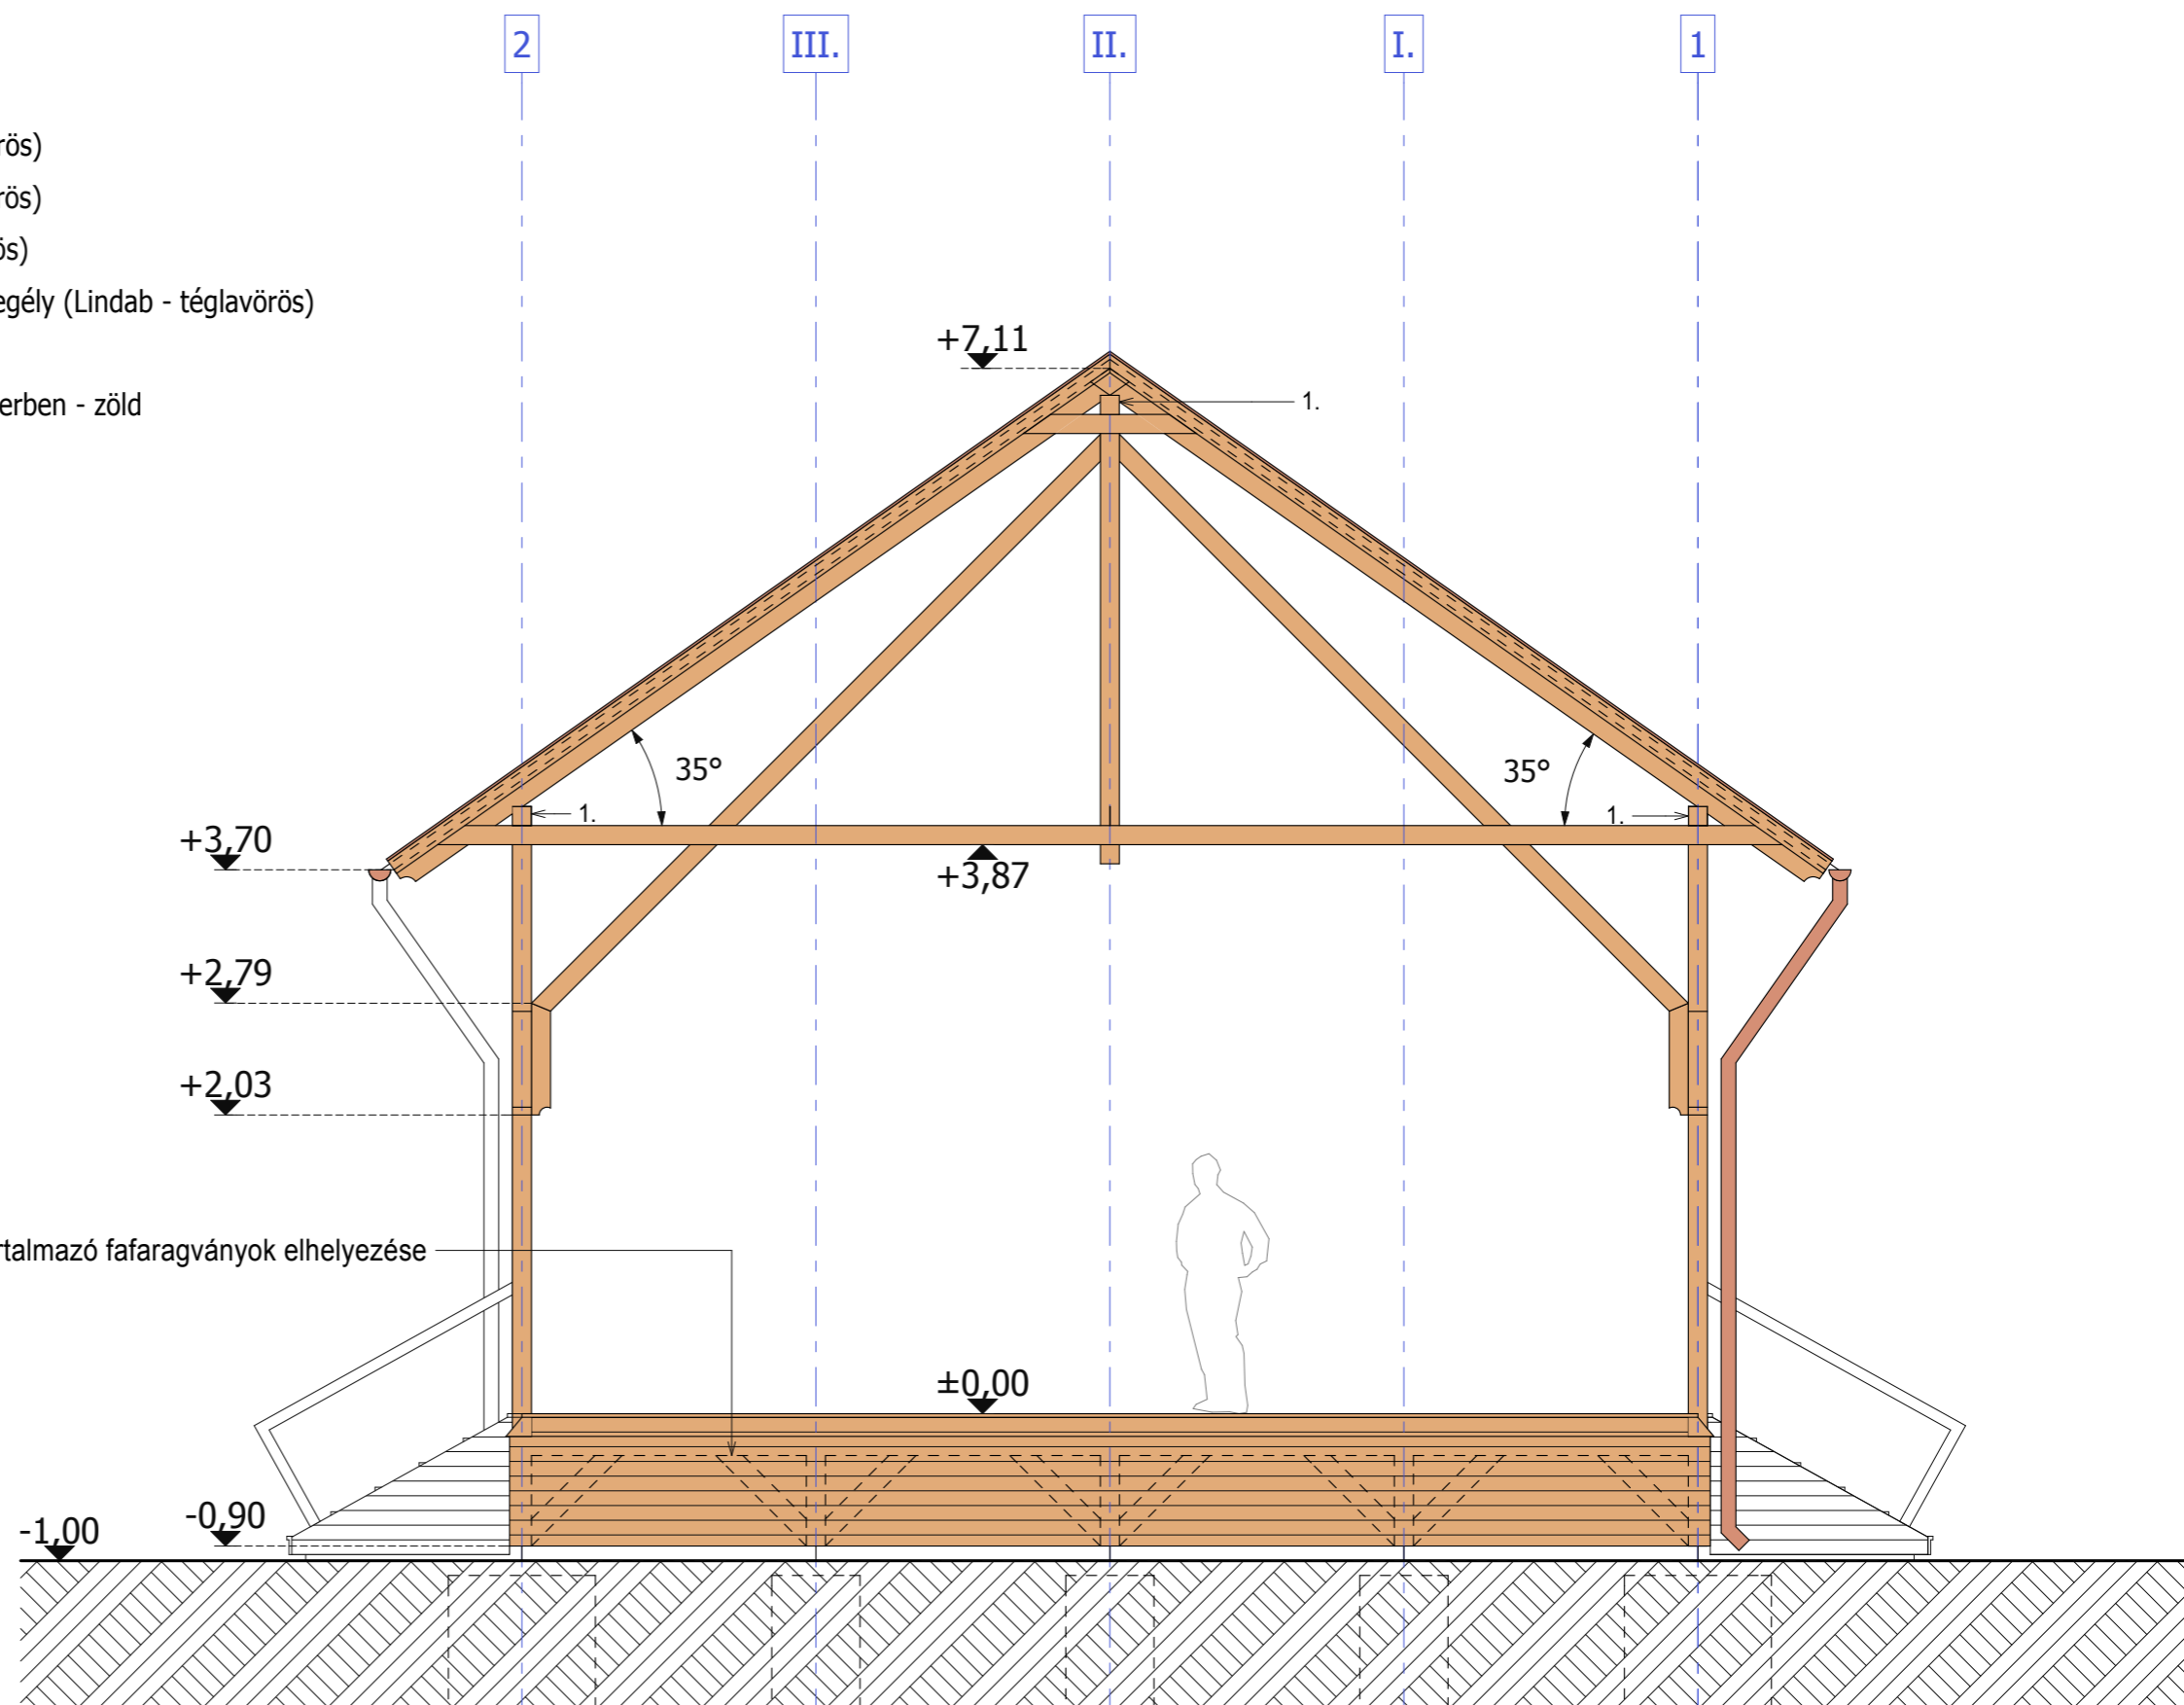 2
III.
II.
I.
1
rös)
rös)
ös)
egély (Lindab - téglavörös)
+7,11
1.
erben - zöld
35°
35°
1.
1.
+3,70
+3,87
+2,79
+2,03
rtalmazó fafaragványok elhelyezése
±0,00
-0,90
-1,00